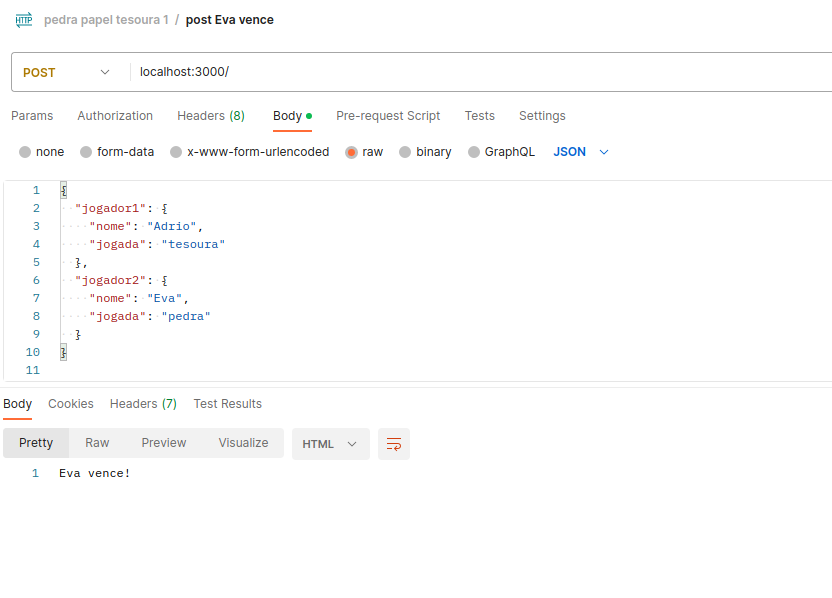 HTTP pedra papel tesoura 1 / post Eva vence
POST localhost:3000/
Params Authorization Headers (8) Body Pre-request Script Tests Settings
none form-data x-www-form-urlencoded raw binary GraphQL JSON
1 {
2 "jogador1": {
3 "nome": "Adrio",
4 "jogada": "tesoura"
5 },
6 "jogador2": {
7 "nome": "Eva",
8 "jogada": "pedra"
9 }
10 }
11
Body Cookies Headers (7) Test Results
Pretty Raw Preview Visualize HTML
1 Eva vence!